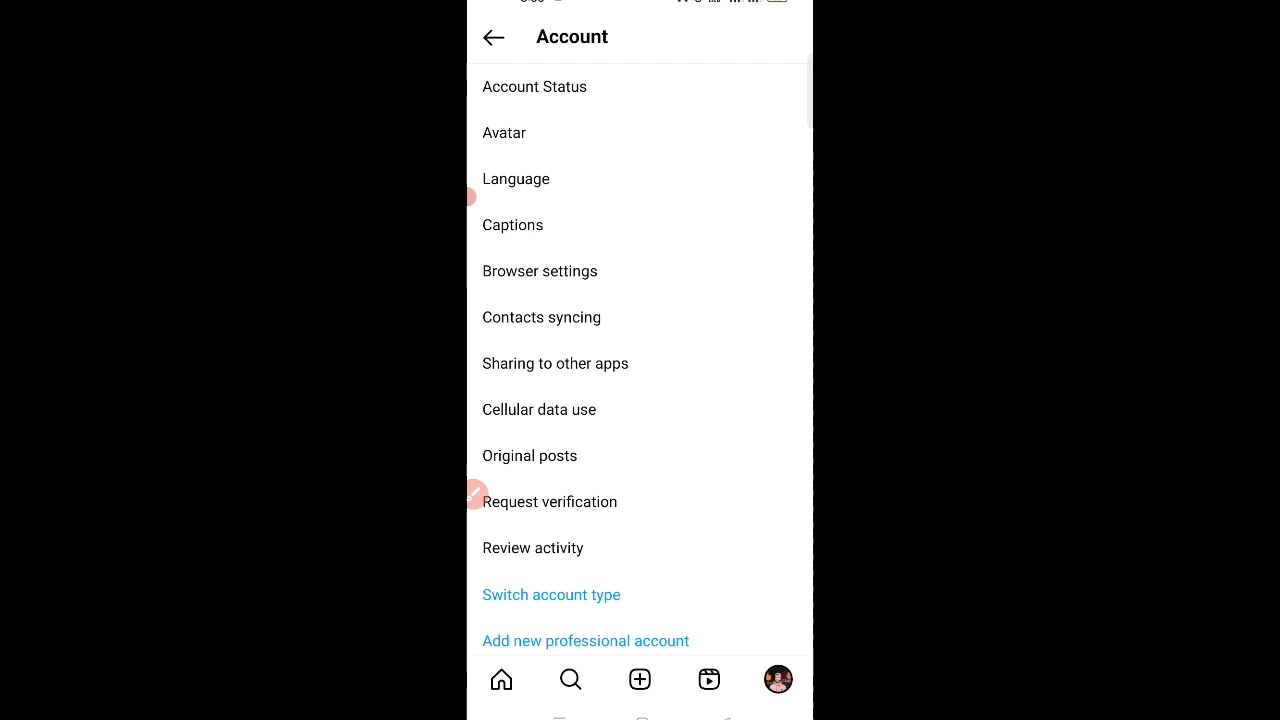 Account
Account Status
Avatar
Language
Captions
Browser settings
Contacts syncing
Sharing to other apps
Cellular data use
Original posts
Request verification
Review activity
Switch account type
Add new professional account